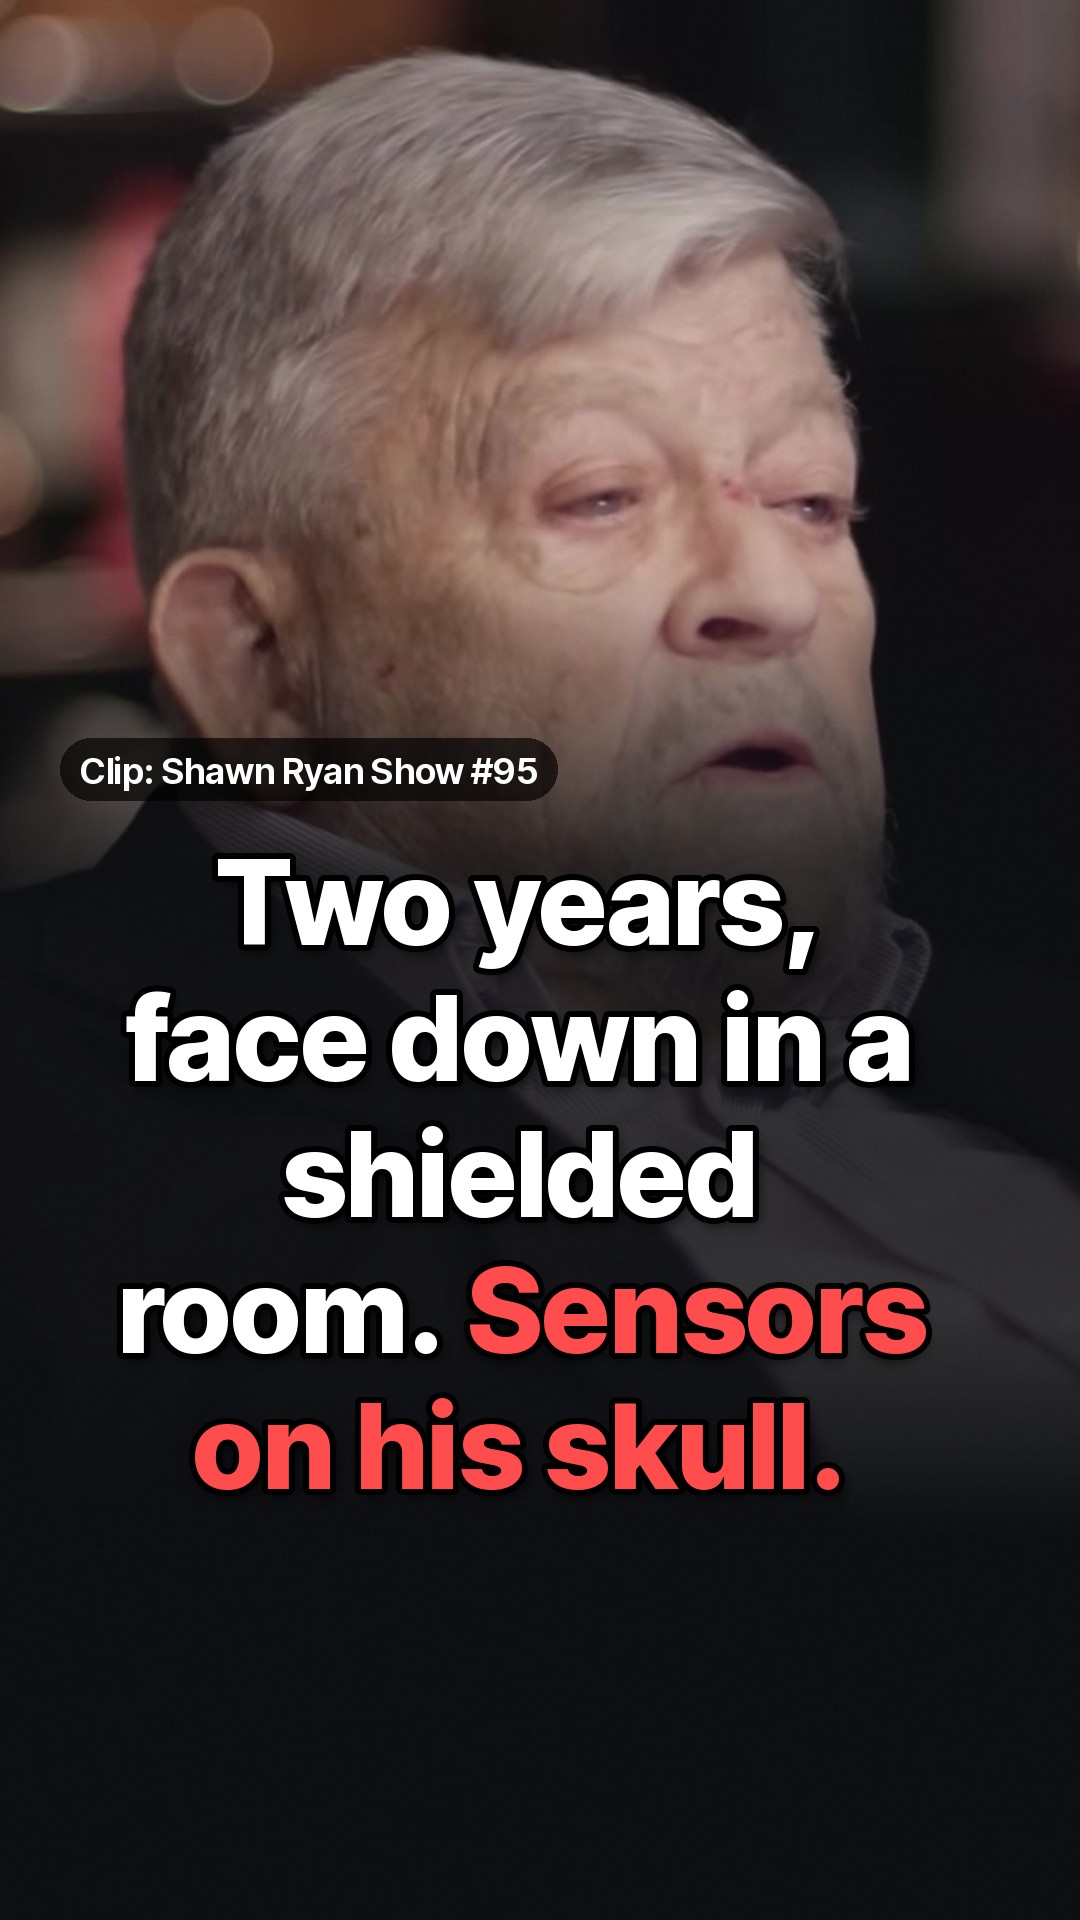 Clip: Shawn Ryan Show #95
Two years,
face down in a
shielded
room. Sensors
on his skull.